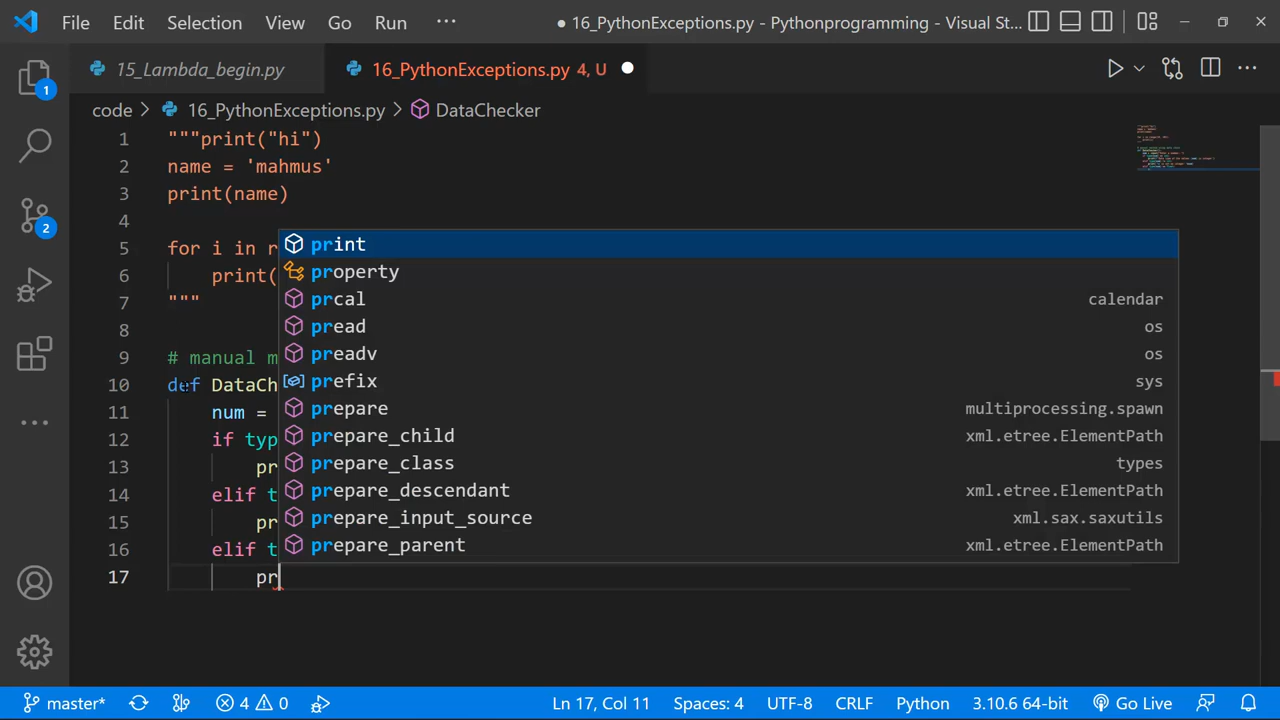 File Edit Selection View Go Run ··· ● 16_PythonExceptions.py - Pythonprogramming - Visual St...
15_Lambda_begin.py 16_PythonExceptions.py 4, U
code > 16_PythonExceptions.py > DataChecker
1 """print("hi")
2 name = 'mahmus'
3 print(name)
4
5 for i in r
6 print(
7 """
8
9 # manual m
10 def DataCh
11 num =
12 if typ
13 pr
14 elif t
15 pr
16 elif t
17 pr
print
property
prcal calendar
pread os
preadv os
prefix sys
prepare multiprocessing.spawn
prepare_child xml.etree.ElementPath
prepare_class types
prepare_descendant xml.etree.ElementPath
prepare_input_source xml.sax.saxutils
prepare_parent xml.etree.ElementPath
1
2
master* 4 0 Ln 17, Col 11 Spaces: 4 UTF-8 CRLF Python 3.10.6 64-bit Go Live